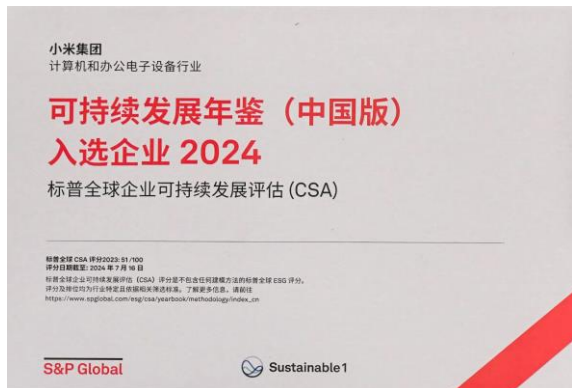 小米集团
计算机和办公电子设备行业
可持续发展年鉴（中国版）
入选企业 2024
标普全球企业可持续发展评估 (CSA)
标普全球 CSA 评分2023: 51/100
评分日期截至: 2024 年 7 月 16 日
标普全球企业可持续发展评估（CSA）评分是不包含任何建模方法的标普全球 ESG 评分。
评分及排位均为行业特定且依据相关筛选标准。了解更多信息，请前往
https://www.spglobal.com/esg/csa/yearbook/methodology/index_cn
S&P Global
Sustainable1